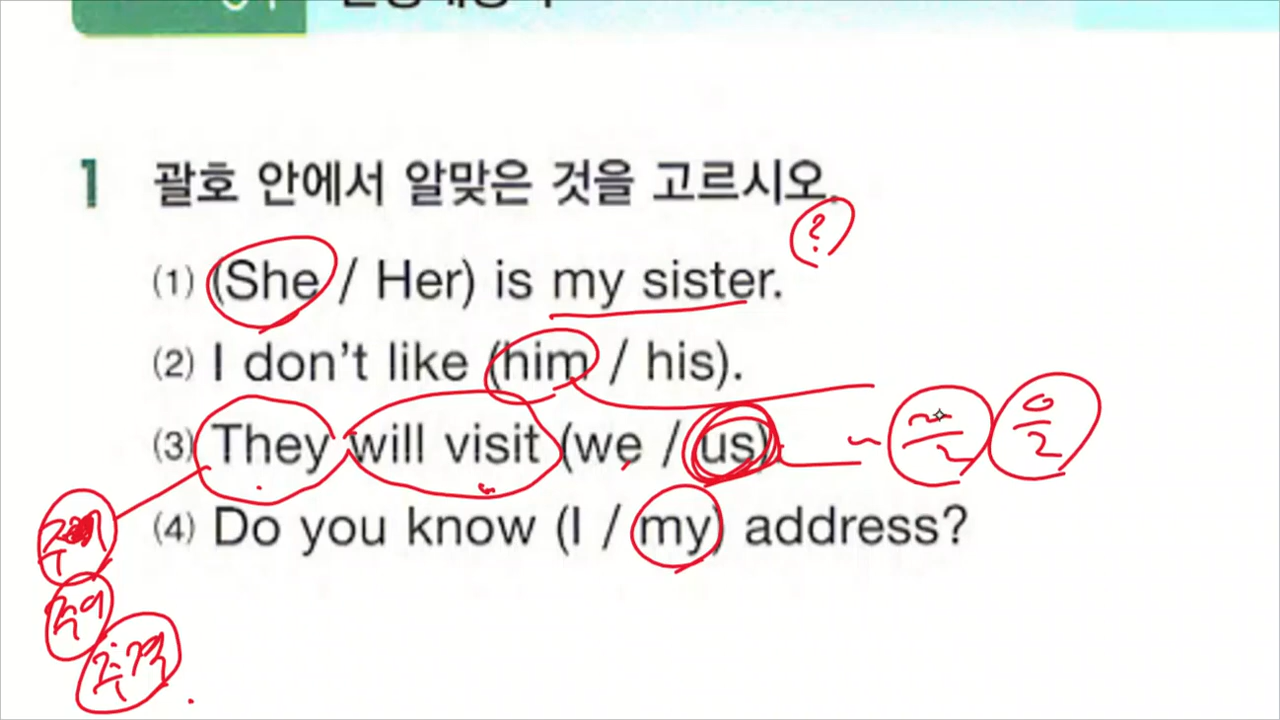 1 괄호 안에서 알맞은 것을 고르시오.
?
(1) (She / Her) is my sister.
(2) I don't like (him / his).
(3) They will visit (we / us).
~ 를 을
(4) Do you know (I / my) address?
주어
주격